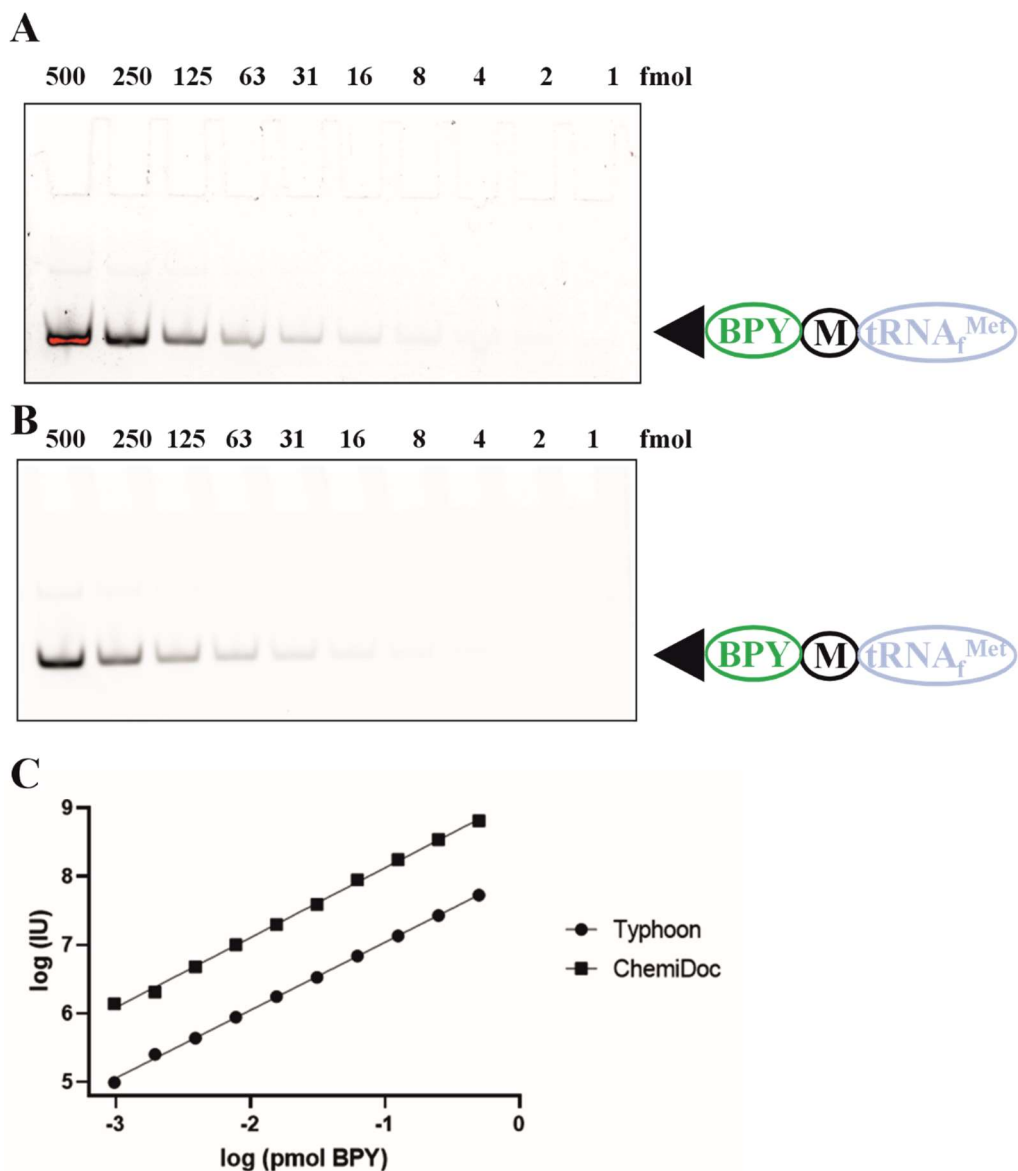 A
500 250 125 63 31 16 8 4 2 1 fmol
BPY M tRNAfMet
B
500 250 125 63 31 16 8 4 2 1 fmol
BPY M tRNAfMet
C
9
8
7
6
5
log (IU)
-3 -2 -1 0
log (pmol BPY)
Typhoon
ChemiDoc